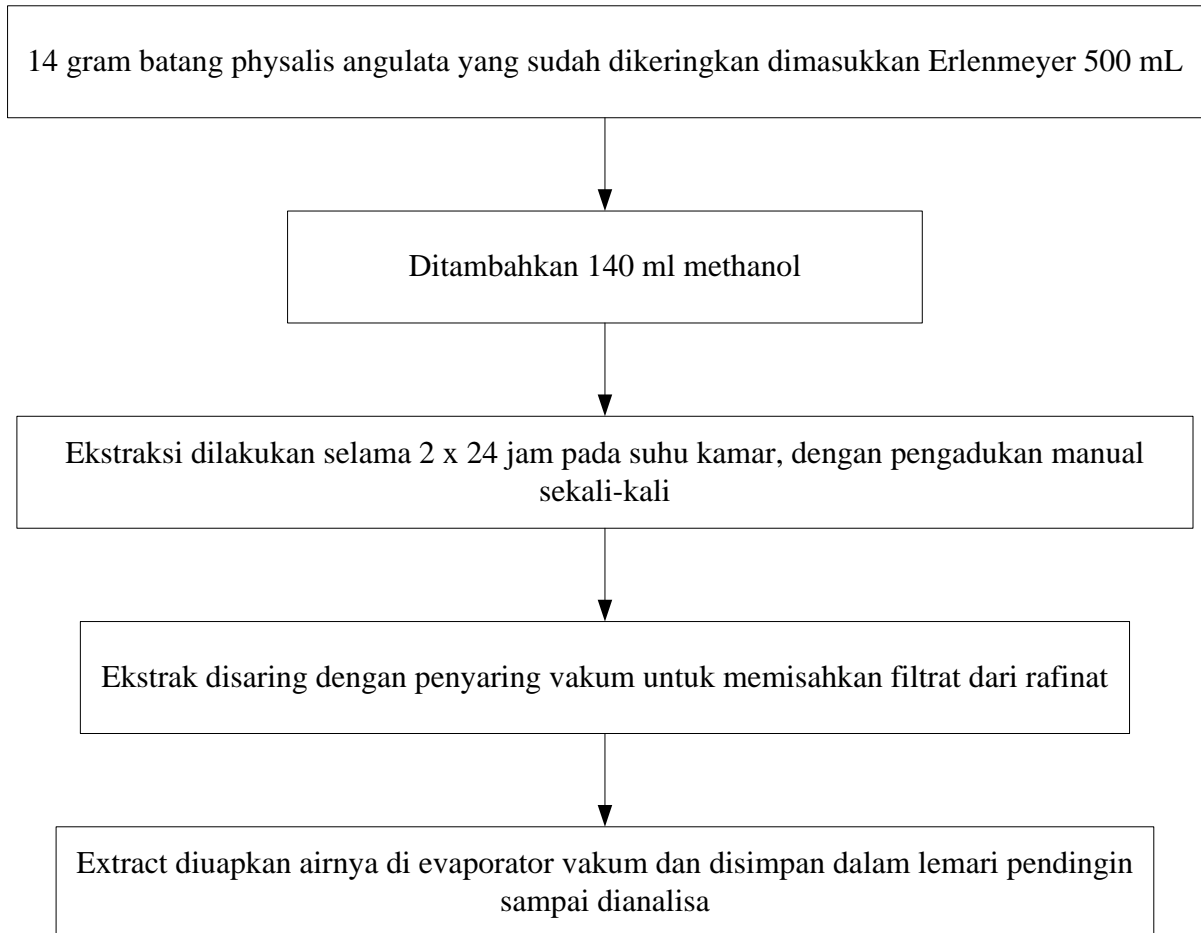 14 gram batang physalis angulata yang sudah dikeringkan dimasukkan Erlenmeyer 500 mL
Ditambahkan 140 ml methanol
Ekstraksi dilakukan selama 2 x 24 jam pada suhu kamar, dengan pengadukan manual
sekali-kali
Ekstrak disaring dengan penyaring vakum untuk memisahkan filtrat dari rafinat
Extract diuapkan airnya di evaporator vakum dan disimpan dalam lemari pendingin
sampai dianalisa